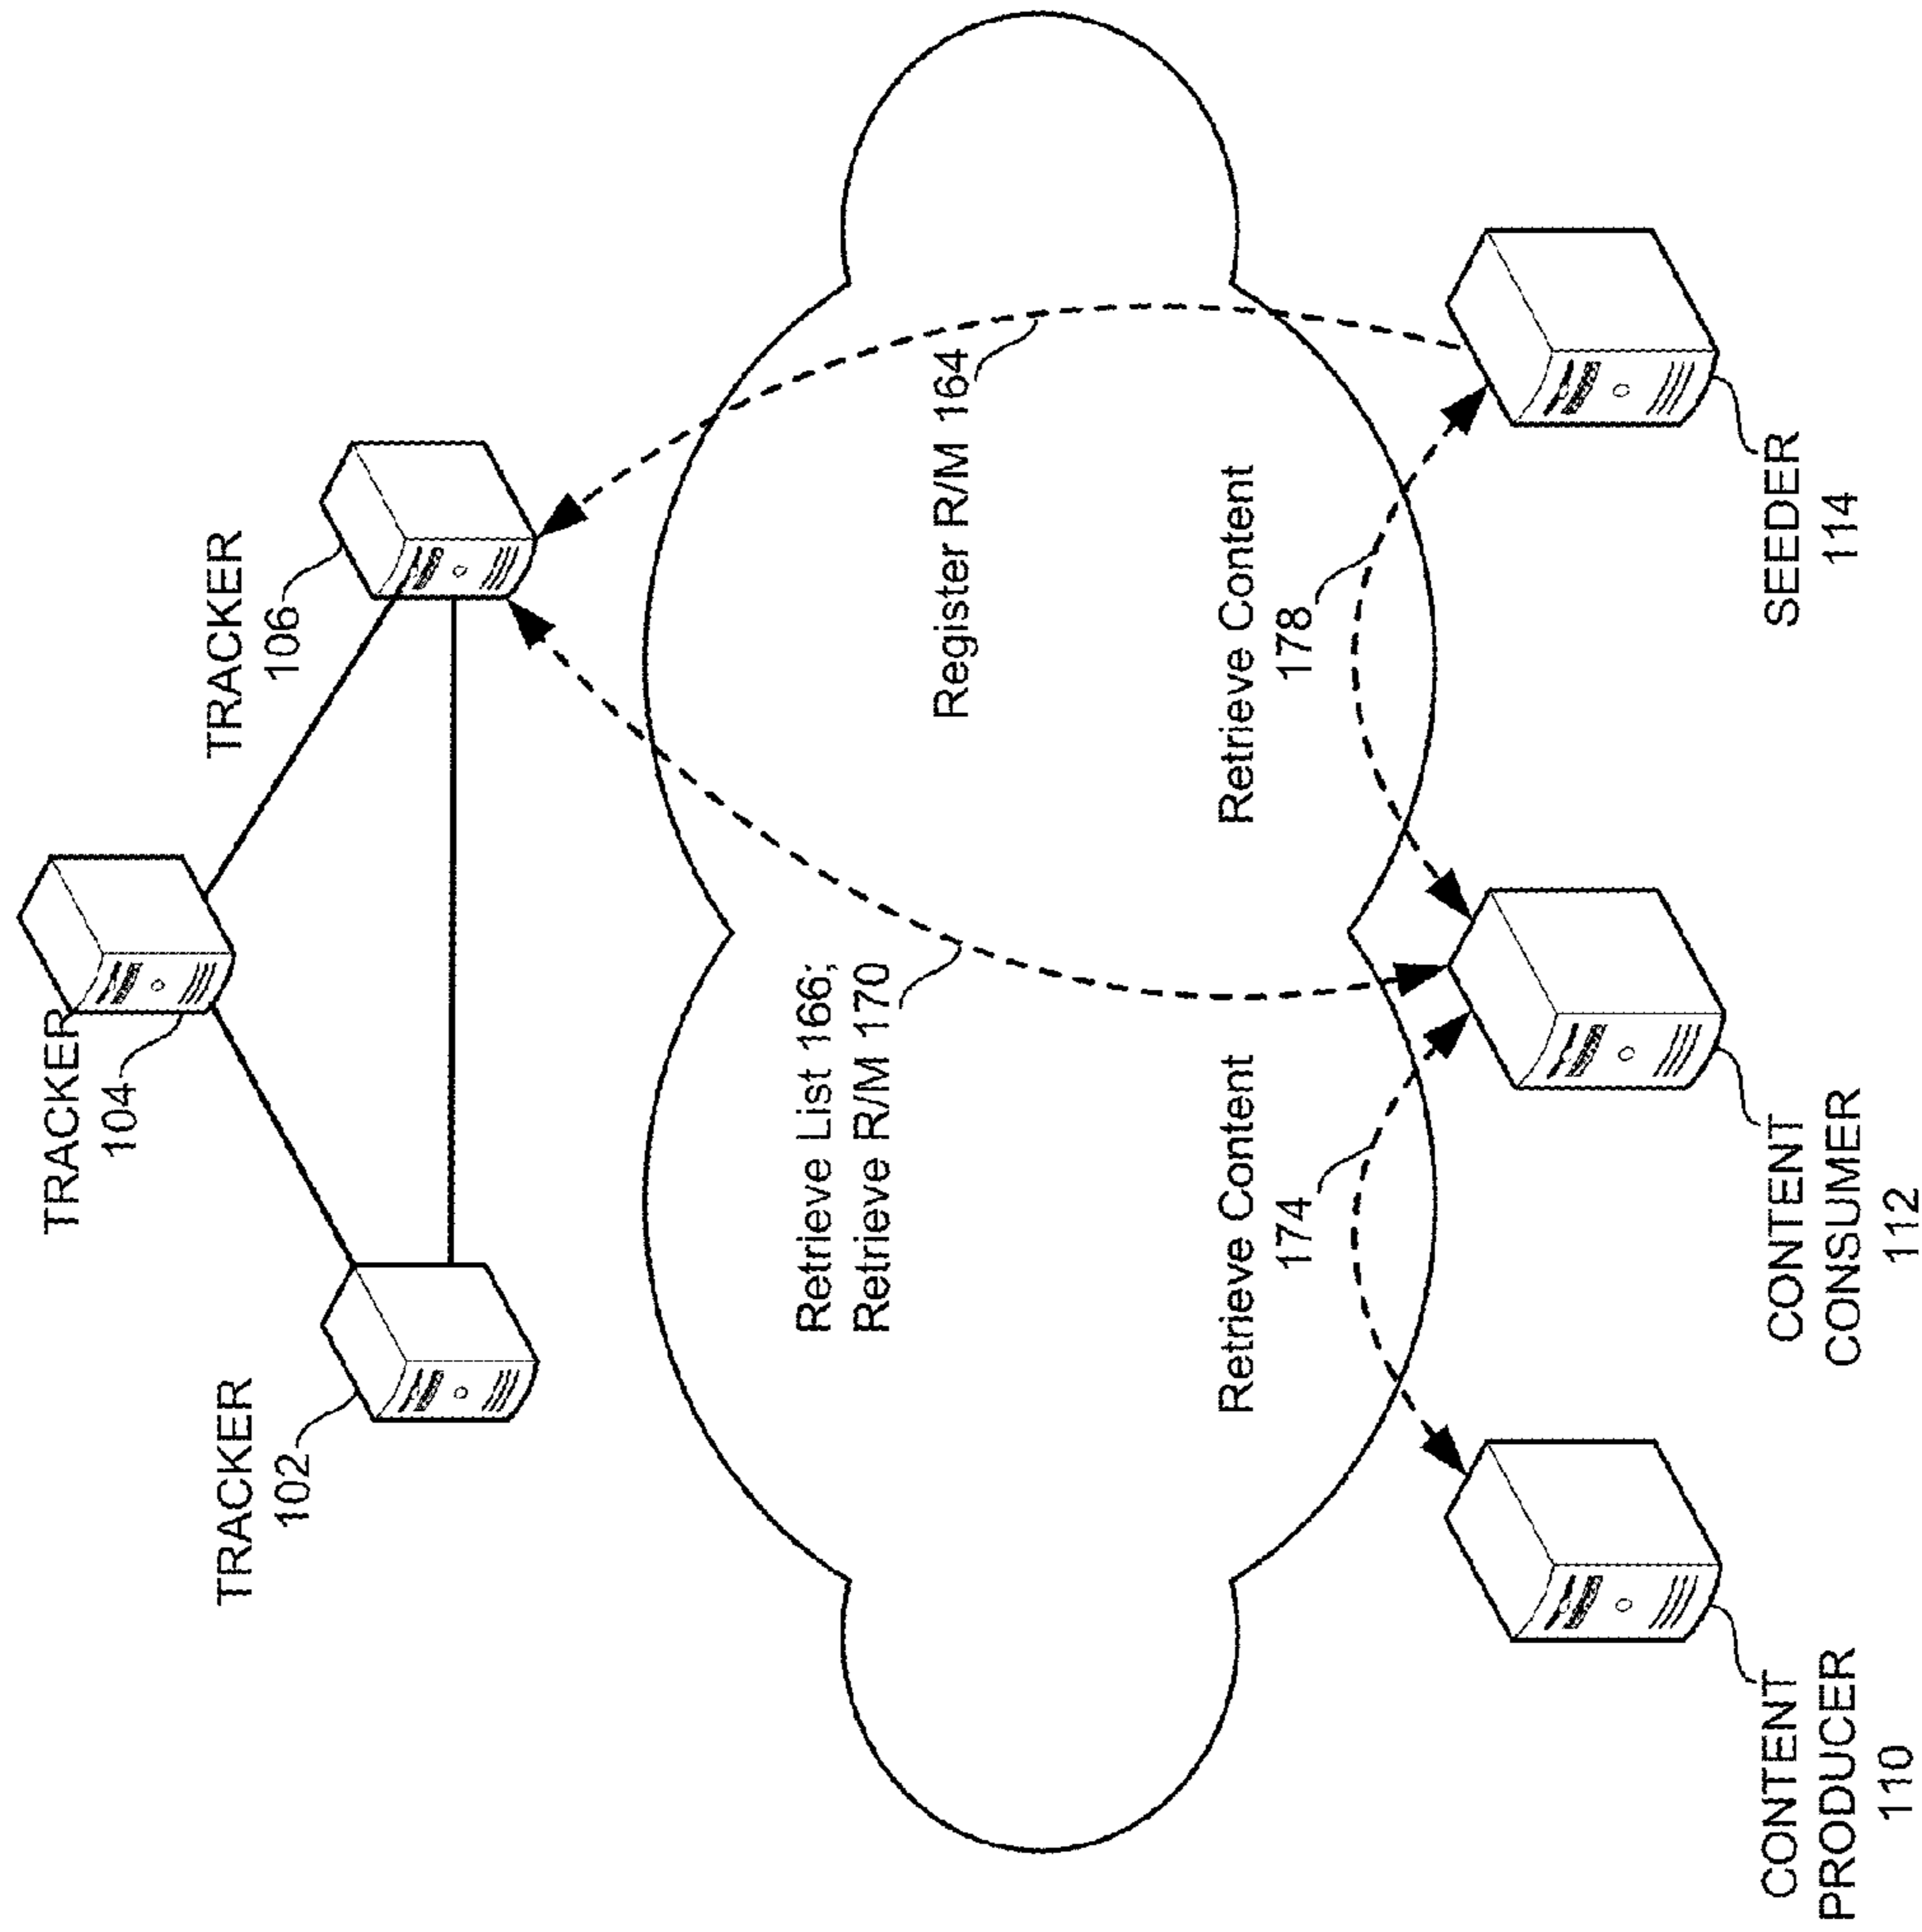 TRACKER
104
TRACKER
102
TRACKER
106
Retrieve List 166;
Retrieve R/M 170
Register R/M 164
Retrieve Content
174
Retrieve Content
178
CONTENT
PRODUCER
110
CONTENT
CONSUMER
112
SEEDER
114